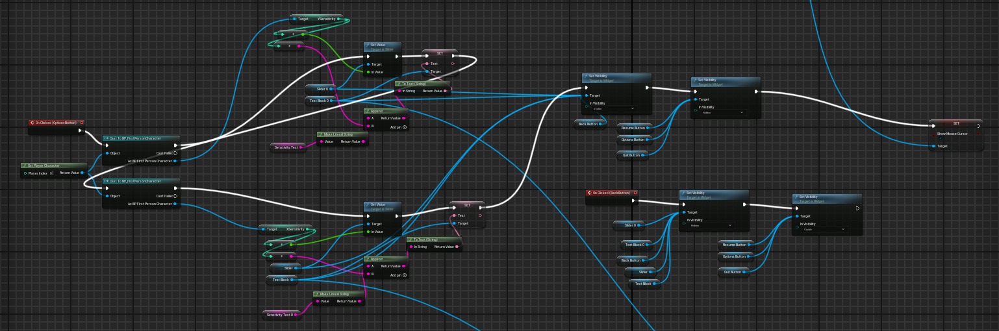 Target YSensitivity
Set Value
Target is Slider
Target
In Value
SET
Text
Target
To Text (String)
In String Return Value
Slider 0
Text Block 0
Append
A Return Value
B Add pin
Make Literal String
Value Return Value
Sensitivity Text
On Clicked (OptionsButton)
Cast To BP_FirstPersonCharacter
Object Cast Failed
As BP First Person Character
Get Player Character
Player Index 0 Return Value
Cast To BP_FirstPersonCharacter
Object Cast Failed
As BP First Person Character
Target XSensitivity
Set Value
Target is Slider
Target
In Value
SET
Text
Target
To Text (String)
In String Return Value
Slider
Text Block
Append
A Return Value
B Add pin
Make Literal String
Value Return Value
Sensitivity Text 0
Set Visibility
Target is Widget
Target
In Visibility
Visible
Back Button
Set Visibility
Target is Widget
Target
In Visibility
Hidden
Resume Button
Options Button
Quit Button
SET
Show Mouse Cursor
Target
On Clicked (BackButton)
Set Visibility
Target is Widget
Target
In Visibility
Hidden
Slider 0
Text Block 0
Back Button
Slider
Text Block
Set Visibility
Target is Widget
Target
In Visibility
Visible
Resume Button
Options Button
Quit Button